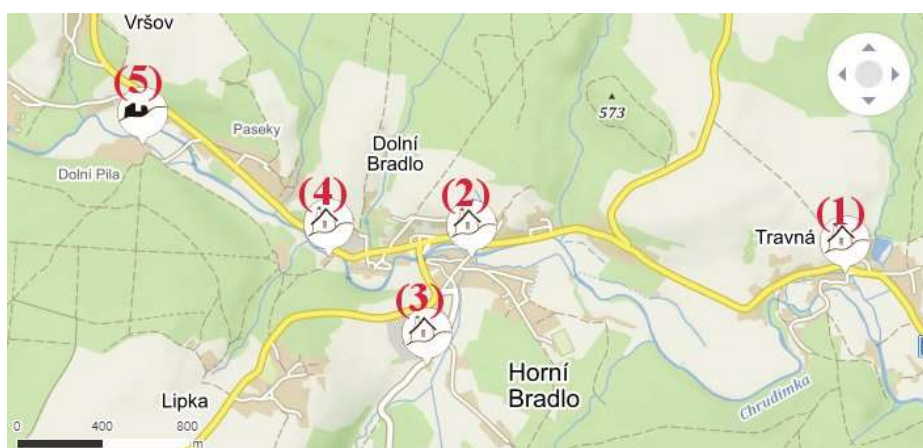 Vršov
(5)
Paseky
Dolní Pila
573
Dolní
Bradlo
(4)
(2)
(1)
Travná
(3)
Horní
Bradlo
Lipka
Chrudimka
0 400 800
m